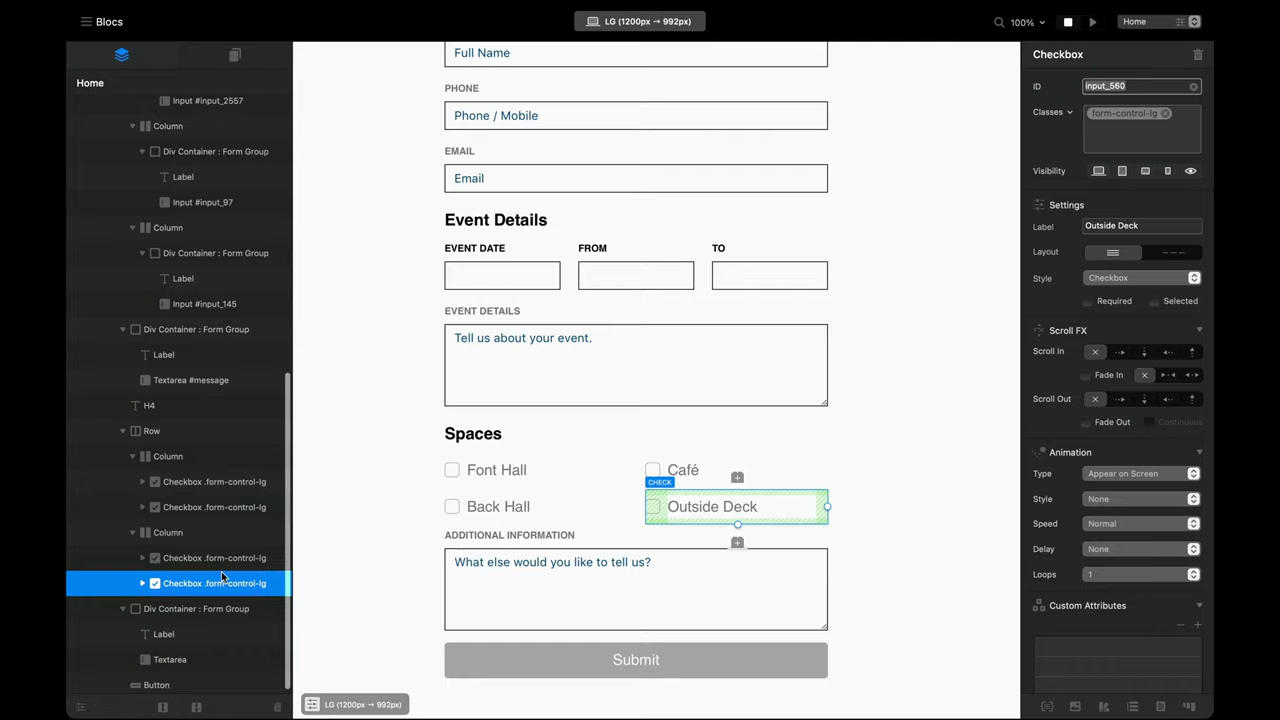 Blocs
LG (1200px → 992px)
100%
Home
Home
Input #input_2557
Column
Div Container : Form Group
Label
Input #input_97
Column
Div Container : Form Group
Label
Input #input_145
Div Container : Form Group
Label
Textarea #message
H4
Row
Column
Checkbox .form-control-lg
Checkbox .form-control-lg
Column
Checkbox .form-control-lg
Checkbox .form-control-lg
Div Container : Form Group
Label
Textarea
Button
Full Name
PHONE
Phone / Mobile
EMAIL
Email
Event Details
EVENT DATE FROM TO
EVENT DETAILS
Tell us about your event.
Spaces
Font Hall Café
CHECK
Back Hall Outside Deck
ADDITIONAL INFORMATION
What else would you like to tell us?
Submit
LG (1200px → 992px)
Checkbox
ID input_560
Classes form-control-lg
Visibility
Settings
Label Outside Deck
Layout
Style Checkbox
Required Selected
Scroll FX
Scroll In
Fade In
Scroll Out
Fade Out Continuous
Animation
Type Appear on Screen
Style None
Speed Normal
Delay None
Loops 1
Custom Attributes